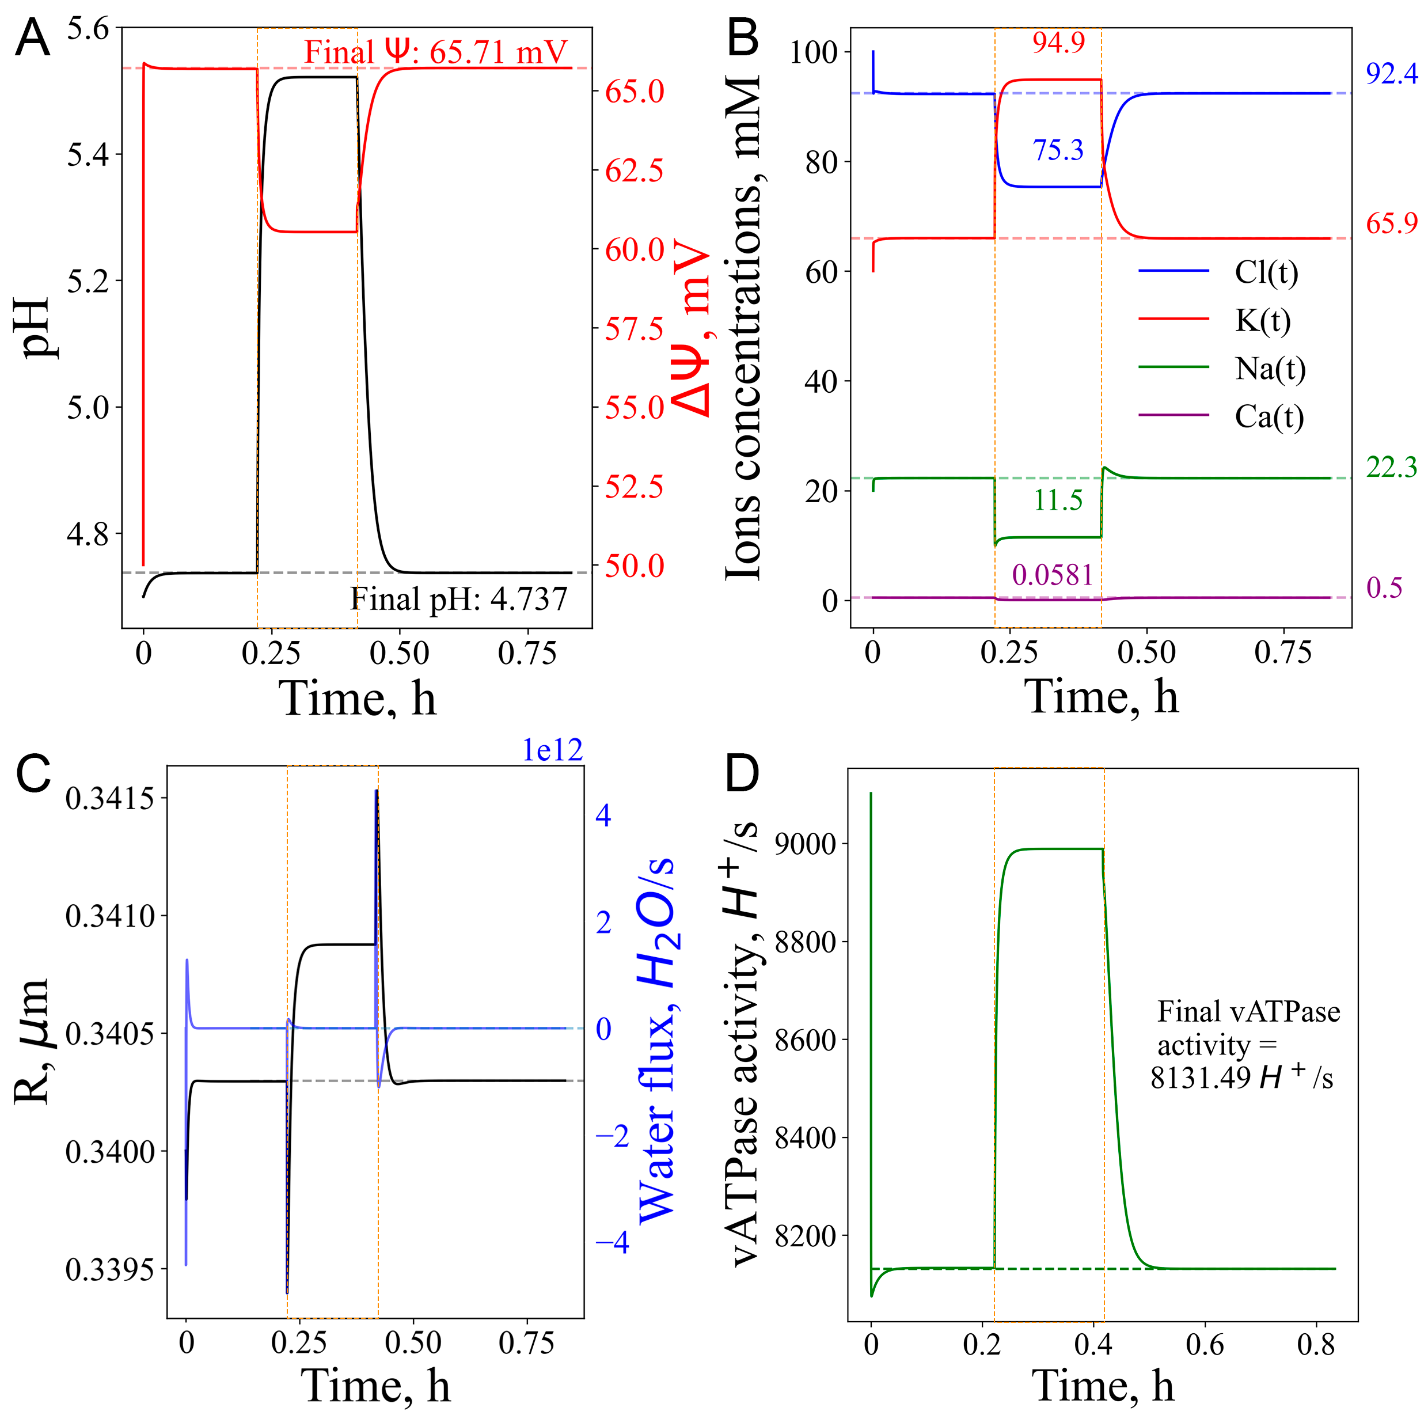 A
5.6
5.4
5.2
5.0
4.8
pH
Final Ψ: 65.71 mV
Final pH: 4.737
65.0
62.5
60.0
57.5
55.0
52.5
50.0
ΔΨ, mV
0
0.25
0.50
0.75
Time, h
B
100
80
60
40
20
0
Ions concentrations, mM
94.9
75.3
11.5
0.0581
92.4
65.9
22.3
0.5
Cl(t)
K(t)
Na(t)
Ca(t)
0
0.25
0.50
0.75
Time, h
C
1e12
0.3415
0.3410
0.3405
0.3400
0.3395
R, μm
4
2
0
−2
−4
Water flux, H₂O/s
0
0.25
0.50
0.75
Time, h
D
9000
8800
8600
8400
8200
vATPase activity, H⁺/s
Final vATPase
activity =
8131.49 H⁺/s
0
0.2
0.4
0.6
0.8
Time, h